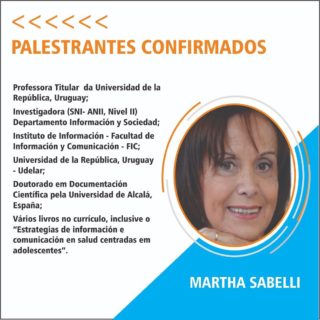 PALESTRANTES CONFIRMADOS
Professora Titular da Universidad de la
República, Uruguay;
Investigadora (SNI- ANII, Nivel II)
Departamento Información y Sociedad;
Instituto de Información - Facultad de
Información y Comunicación - FIC;
Universidad de la República, Uruguay
- Udelar;
Doutorado em Documentación
Científica pela Universidad de Alcalá,
España;
Vários livros no currículo, inclusive o
"Estrategias de información e
comunicación en salud centradas em
adolescentes".
MARTHA SABELLI